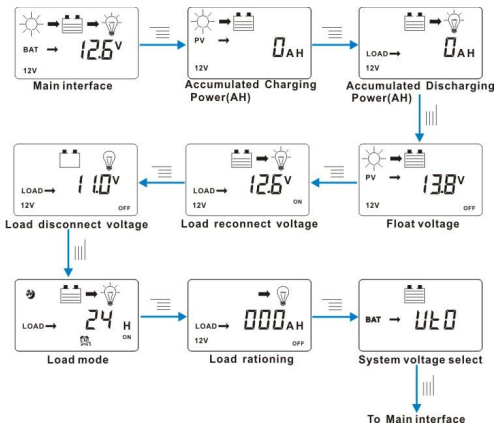 BAT → 12.6V
12V
Main interface
PV → 0AH
12V
Accumulated Charging
Power(AH)
LOAD→ 0AH
12V
Accumulated Discharging
Power(AH)
LOAD→ 11.0V
12V OFF
Load disconnect voltage
LOAD→ 12.6V
12V ON
Load reconnect voltage
PV → 13.8V
12V OFF
Float voltage
LOAD→ 24 H
ON
Load mode
LOAD→ 000AH
12V OFF
Load rationing
BAT → UtO
System voltage select
To Main interface